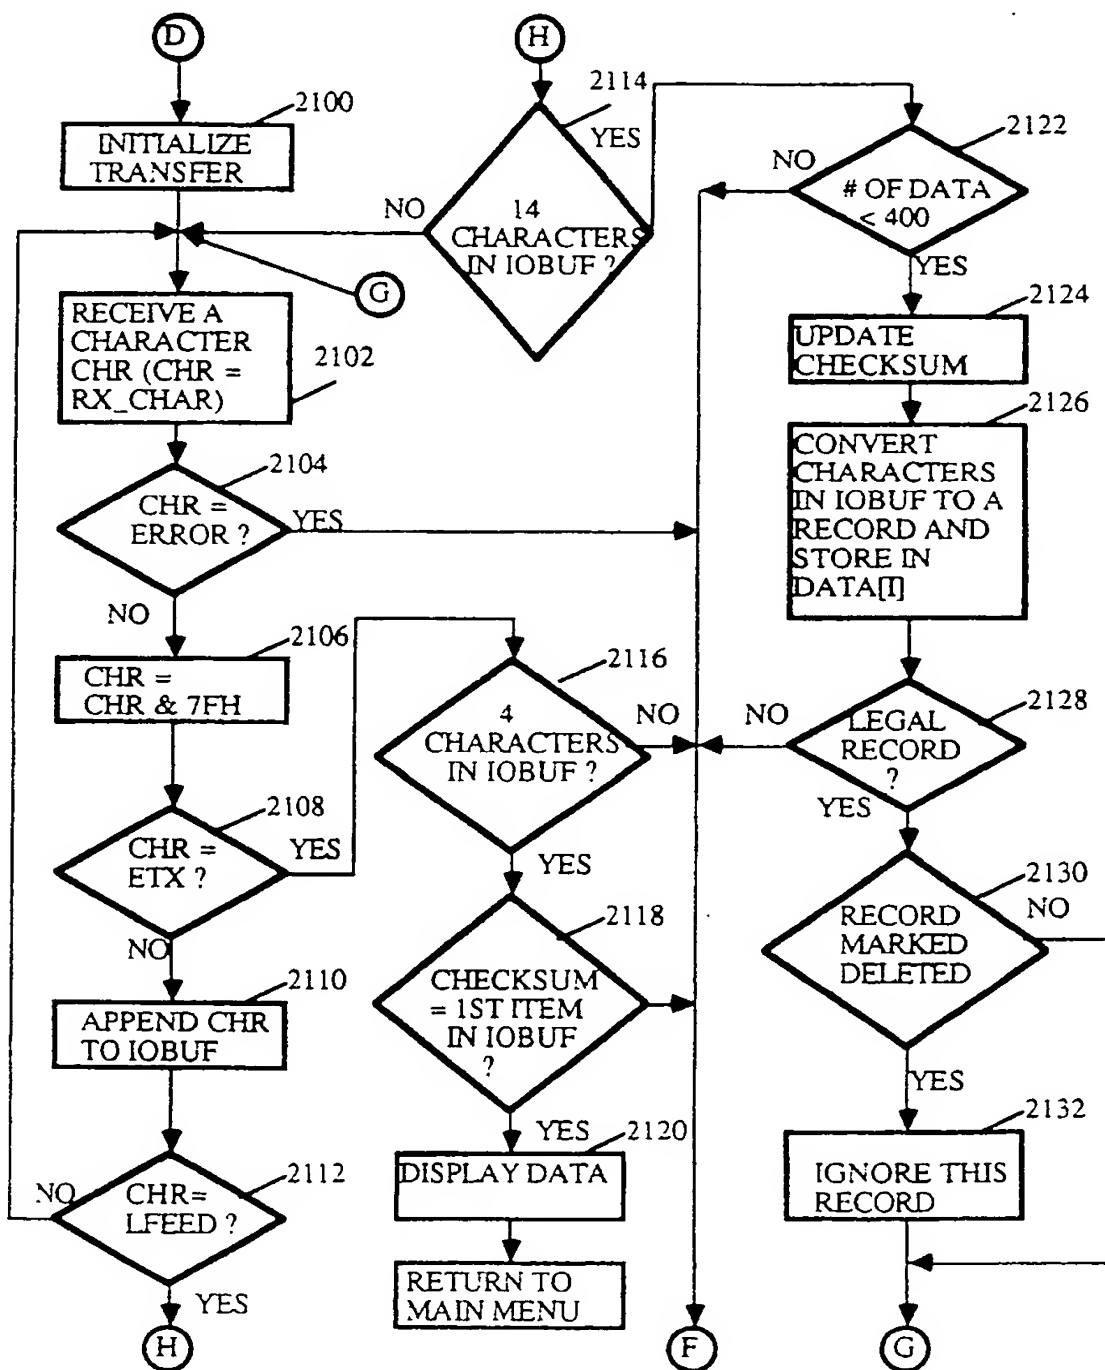 D
2100
INITIALIZE
TRANSFER
RECEIVE A
CHARACTER
CHR (CHR =
RX_CHAR)
2102
2104
CHR =
ERROR ?
YES
NO
2106
CHR =
CHR & 7FH
2108
CHR =
ETX ?
YES
NO
2110
APPEND CHR
TO IOBUF
2112
CHR=
LFEED ?
NO
YES
H
H
2114
YES
NO
14
CHARACTERS
IN IOBUF ?
G
2116
4
CHARACTERS
IN IOBUF ?
NO
YES
2118
CHECKSUM
= 1ST ITEM
IN IOBUF
?
YES
2120
DISPLAY DATA
RETURN TO
MAIN MENU
F
2122
NO
# OF DATA
< 400
YES
2124
UPDATE
CHECKSUM
2126
CONVERT
CHARACTERS
IN IOBUF TO A
RECORD AND
STORE IN
DATA[I]
2128
NO
LEGAL
RECORD
?
YES
2130
NO
RECORD
MARKED
DELETED
YES
2132
IGNORE THIS
RECORD
G